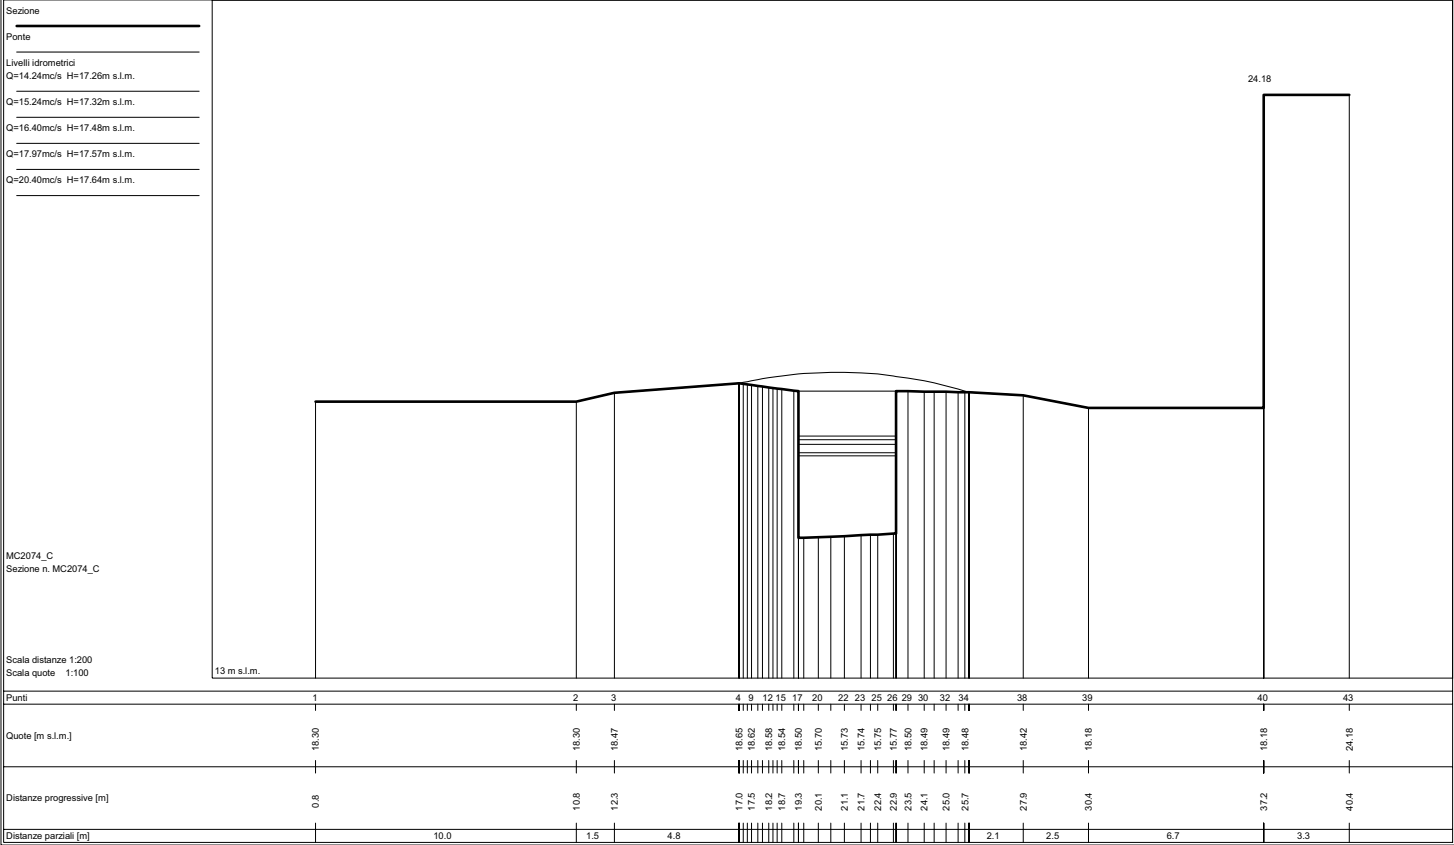 Sezione
Ponte
Livelli idrometrici
Q=14.24mc/s H=17.26m s.l.m.
Q=15.24mc/s H=17.32m s.l.m.
Q=16.40mc/s H=17.48m s.l.m.
Q=17.97mc/s H=17.57m s.l.m.
Q=20.40mc/s H=17.64m s.l.m.
24.18
MC2074_C
Sezione n. MC2074_C
Scala distanze 1:200
Scala quote 1:100
13 m s.l.m.
Punti 1 2 3 4 9 12 15 17 20 22 23 25 26 29 30 32 34 38 39 40 43
Quote [m s.l.m.] 18.30 18.30 18.47 18.65 18.62 18.58 18.54 18.50 15.70 15.73 15.74 15.75 15.77 18.50 18.49 18.49 18.48 18.42 18.18 18.18 24.18
Distanze progressive [m] 0.8 10.8 12.3 17.0 17.5 18.2 18.7 19.3 20.1 21.1 21.7 22.4 22.9 23.5 24.1 25.0 25.7 27.9 30.4 37.2 40.4
Distanze parziali [m] 10.0 1.5 4.8 2.1 2.5 6.7 3.3